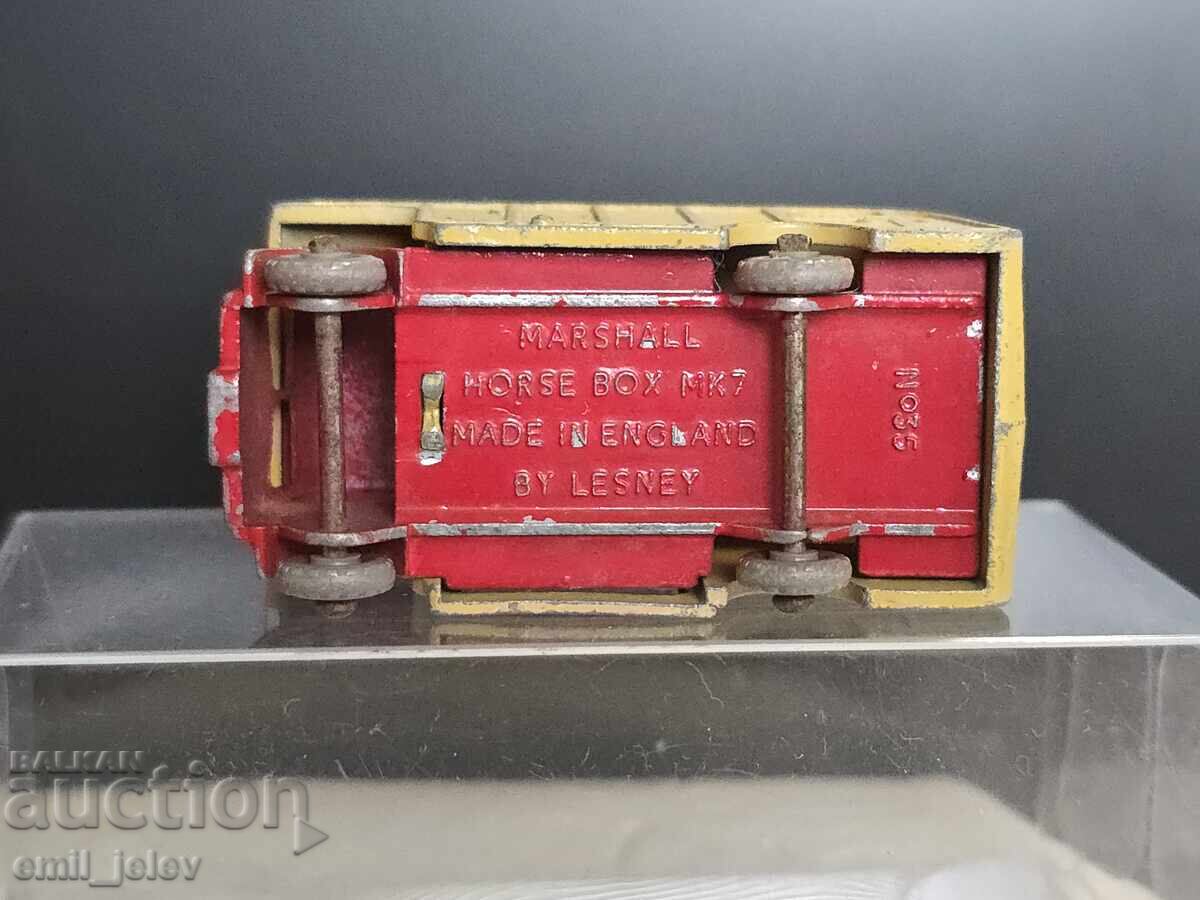 MARSHALL
HORSE BOX MK7
MADE IN ENGLAND
BY LESNEY
NO35
BALKAN
auction
emil_jelev